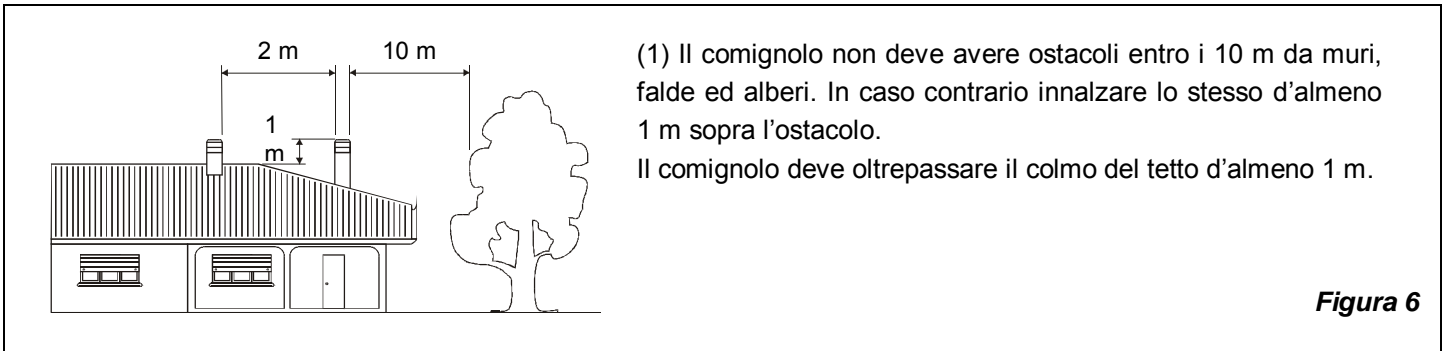 2 m
10 m
1
m
(1) Il comignolo non deve avere ostacoli entro i 10 m da muri,
falde ed alberi. In caso contrario innalzare lo stesso d’almeno
1 m sopra l’ostacolo.
Il comignolo deve oltrepassare il colmo del tetto d’almeno 1 m.
Figura 6